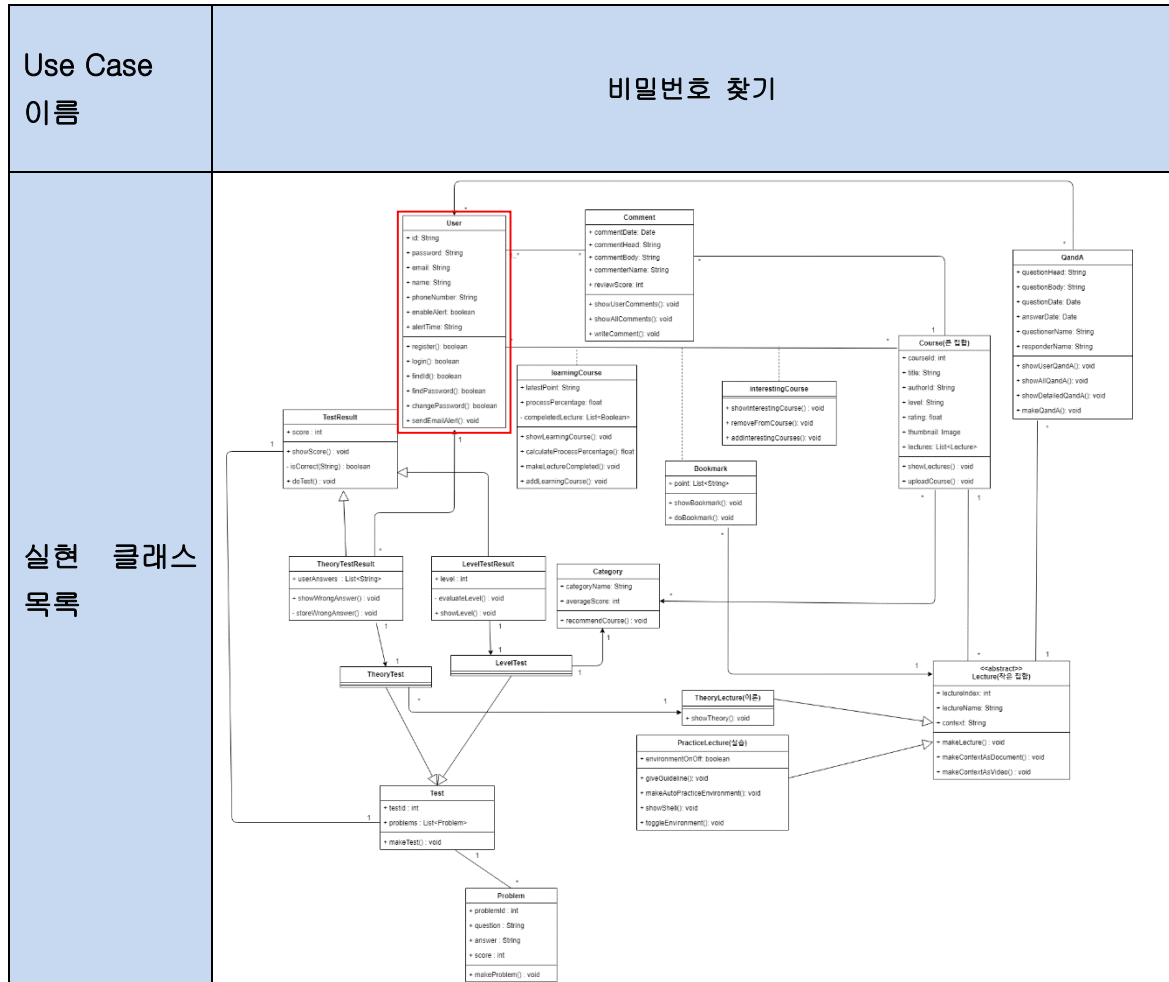 Use Case
이름
비밀번호 찾기
실현 클래스
목록
User
+ id: String
+ password: String
+ email: String
+ name: String
+ phoneNumber: String
+ enableAlert: boolean
+ alertTime: String
+ register(): boolean
+ login(): boolean
+ findId(): boolean
+ findPassword(): boolean
+ changePassword(): boolean
+ sendEmailAlert(): void
Comment
+ commentDate: Date
+ commentHead: String
+ commentBody: String
+ commenterName: String
+ reviewScore: int
+ showUserComments(): void
+ showAllComments(): void
+ writeComment(): void
QandA
+ questionHead: String
+ questionBody: String
+ questionDate: Date
+ answerDate: Date
+ questionerName: String
+ responderName: String
+ showUserQandA(): void
+ showAllQandA(): void
+ showDetailedQandA(): void
+ makeQandA(): void
Course(큰 집합)
+ courseId: int
+ title: String
+ authorId: String
+ level: String
+ rating: float
+ thumbnail: Image
+ lectures: List<Lecture>
+ showLectures(): void
+ uploadCourse(): void
learningCourse
+ latestPoint: String
+ processPercentage: float
- compeletedLecture: List<Boolean>
+ showLearningCourse(): void
+ calculateProcessPercentage(): float
+ makeLectureCompleted(): void
+ addLearningCourse(): void
interestingCourse
+ showInterestingCourse() : void
+ removeFromCourse(): void
+ addInterestingCourses(): void
Bookmark
+ point: List<String>
+ showBookmark(): void
+ doBookmark(): void
TestResult
+ score : int
+ showScore() : void
- isCorrect(String) : boolean
+ doTest() : void
TheoryTestResult
+ userAnswers : List<String>
+ showWrongAnswer() : void
- storeWrongAnswer() : void
LevelTestResult
+ level : int
- evaluateLevel() : void
+ showLevel() : void
Category
+ categoryName: String
+ averageScore: int
+ recommendCourse() : void
TheoryTest
LevelTest
TheoryLecture(이론)
+ showTheory() : void
<<abstract>>
Lecture(작은 집합)
+ lectureIndex: int
+ lectureName: String
+ context: String
+ makeLecture() : void
+ makeContextAsDocument() : void
+ makeContextAsVideo() : void
PracticeLecture(실습)
+ environmentOnOff: boolean
+ giveGuideline(): void
+ makeAutoPracticeEnvironment(): void
+ showShell(): void
+ toggleEnvironment(): void
Test
+ testId : int
+ problems : List<Problem>
+ makeTest() : void
Problem
+ problemId : int
+ question : String
+ answer : String
+ score : int
+ makeProblem() : void